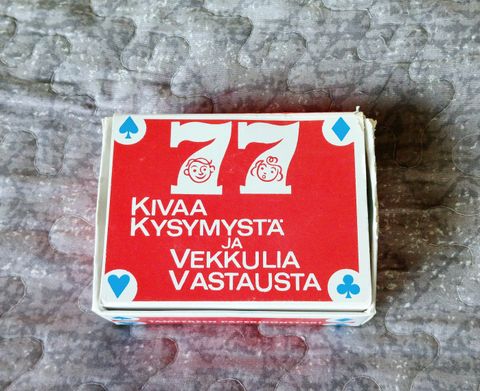 77
KIVAA
KYSYMYSTÄ
JA
VEKKULIA
VASTAUSTA